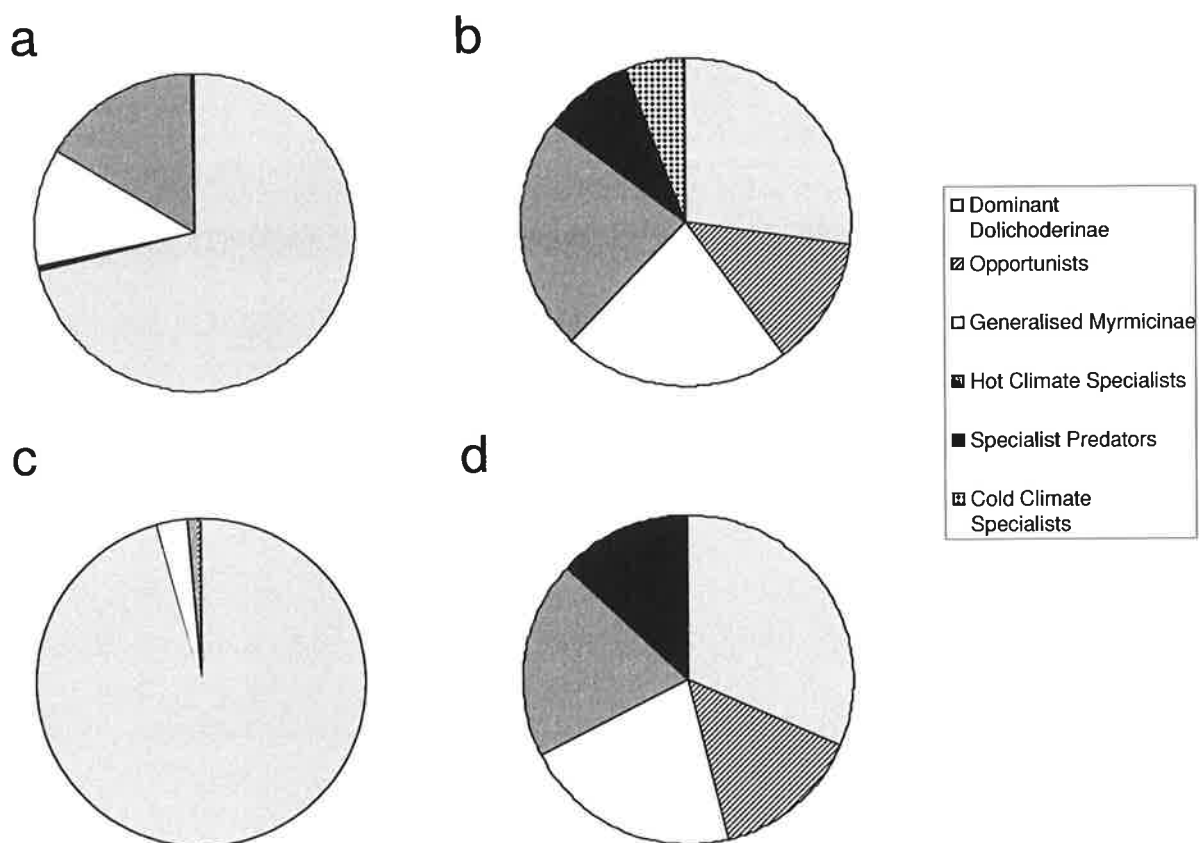 a
b
Dominant
Dolichoderinae
Opportunists
Generalised Myrmicinae
Hot Climate Specialists
Specialist Predators
Cold Climate
Specialists
c
d